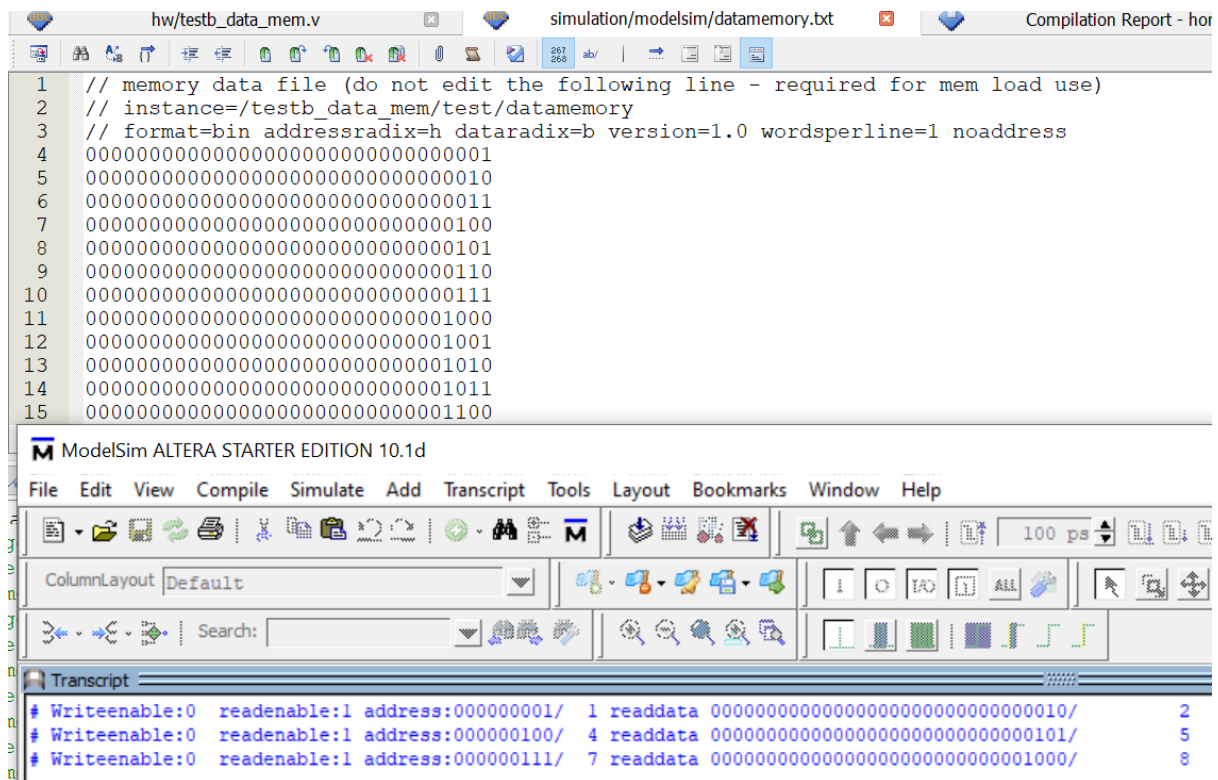 hw/testb_data_mem.v simulation/modelsim/datamemory.txt Compilation Report - hor
267
268 ab/
1 // memory data file (do not edit the following line - required for mem load use)
2 // instance=/testb_data_mem/test/datamemory
3 // format=bin addressradix=h dataradix=b version=1.0 wordsperline=1 noaddress
4 00000000000000000000000000000001
5 00000000000000000000000000000010
6 00000000000000000000000000000011
7 00000000000000000000000000000100
8 00000000000000000000000000000101
9 00000000000000000000000000000110
10 00000000000000000000000000000111
11 00000000000000000000000000001000
12 00000000000000000000000000001001
13 00000000000000000000000000001010
14 00000000000000000000000000001011
15 00000000000000000000000000001100
M ModelSim ALTERA STARTER EDITION 10.1d
File Edit View Compile Simulate Add Transcript Tools Layout Bookmarks Window Help
100 ps
ColumnLayout Default
I/O ALL
Search:
Transcript
# Writeenable:0 readenable:1 address:000000001/ 1 readdata 00000000000000000000000000000010/ 2
# Writeenable:0 readenable:1 address:000000100/ 4 readdata 00000000000000000000000000000101/ 5
# Writeenable:0 readenable:1 address:000000111/ 7 readdata 00000000000000000000000000001000/ 8